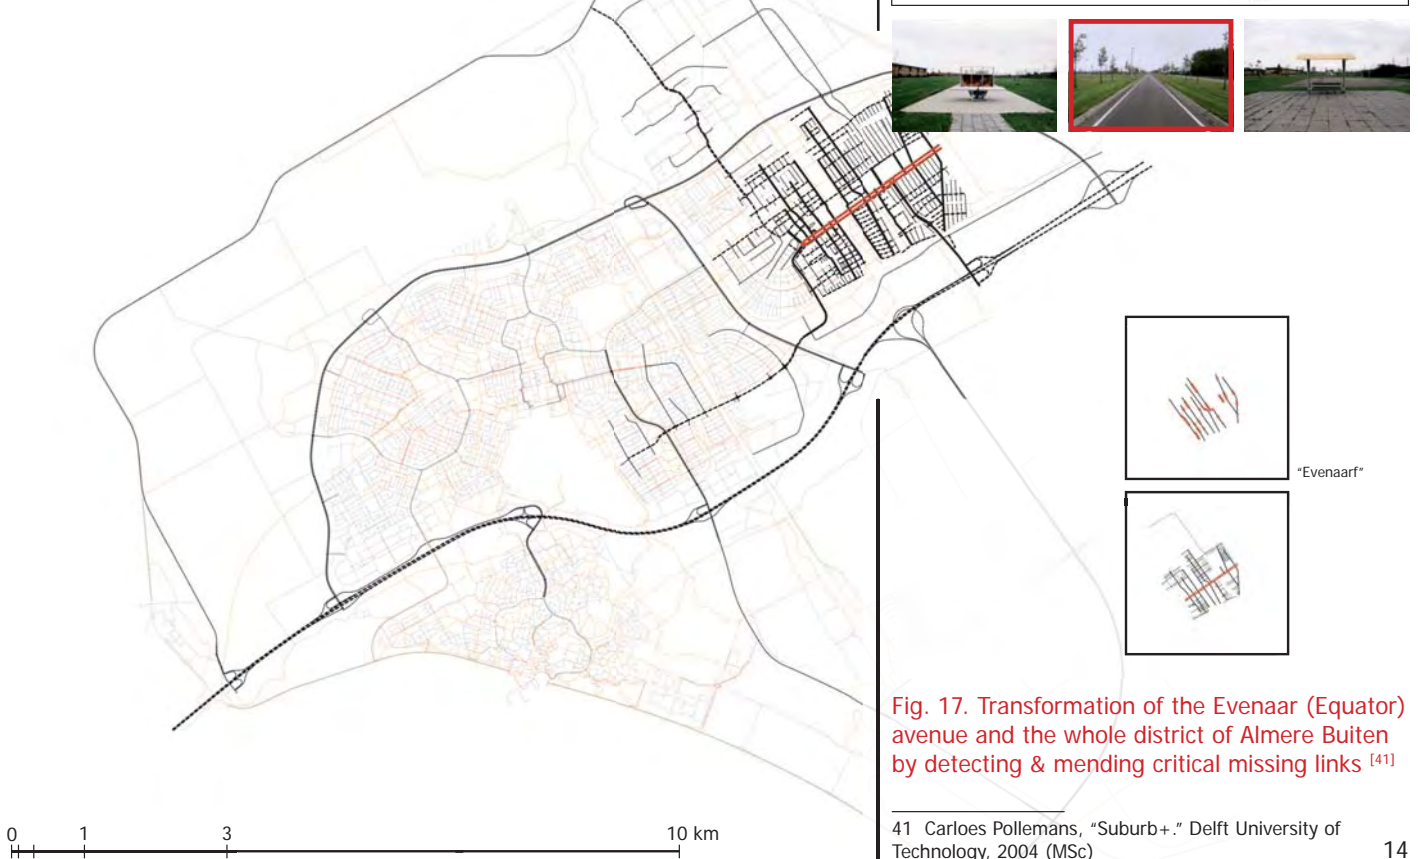 "Evenaarf"
Fig. 17. Transformation of the Evenaar (Equator)
avenue and the whole district of Almere Buiten
by detecting & mending critical missing links [41]
0 1 3 10 km
41 Carloes Pollemans, "Suburb+." Delft University of
Technology, 2004 (MSc)
14